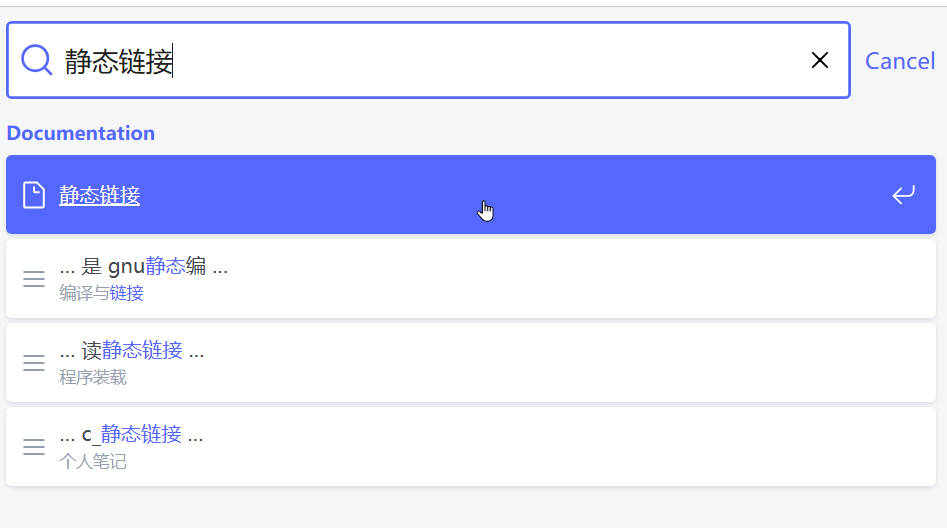 静态链接
Cancel
Documentation
静态链接
... 是 gnu静态编 ...
编译与链接
... 读静态链接 ...
程序装载
... c_静态链接 ...
个人笔记